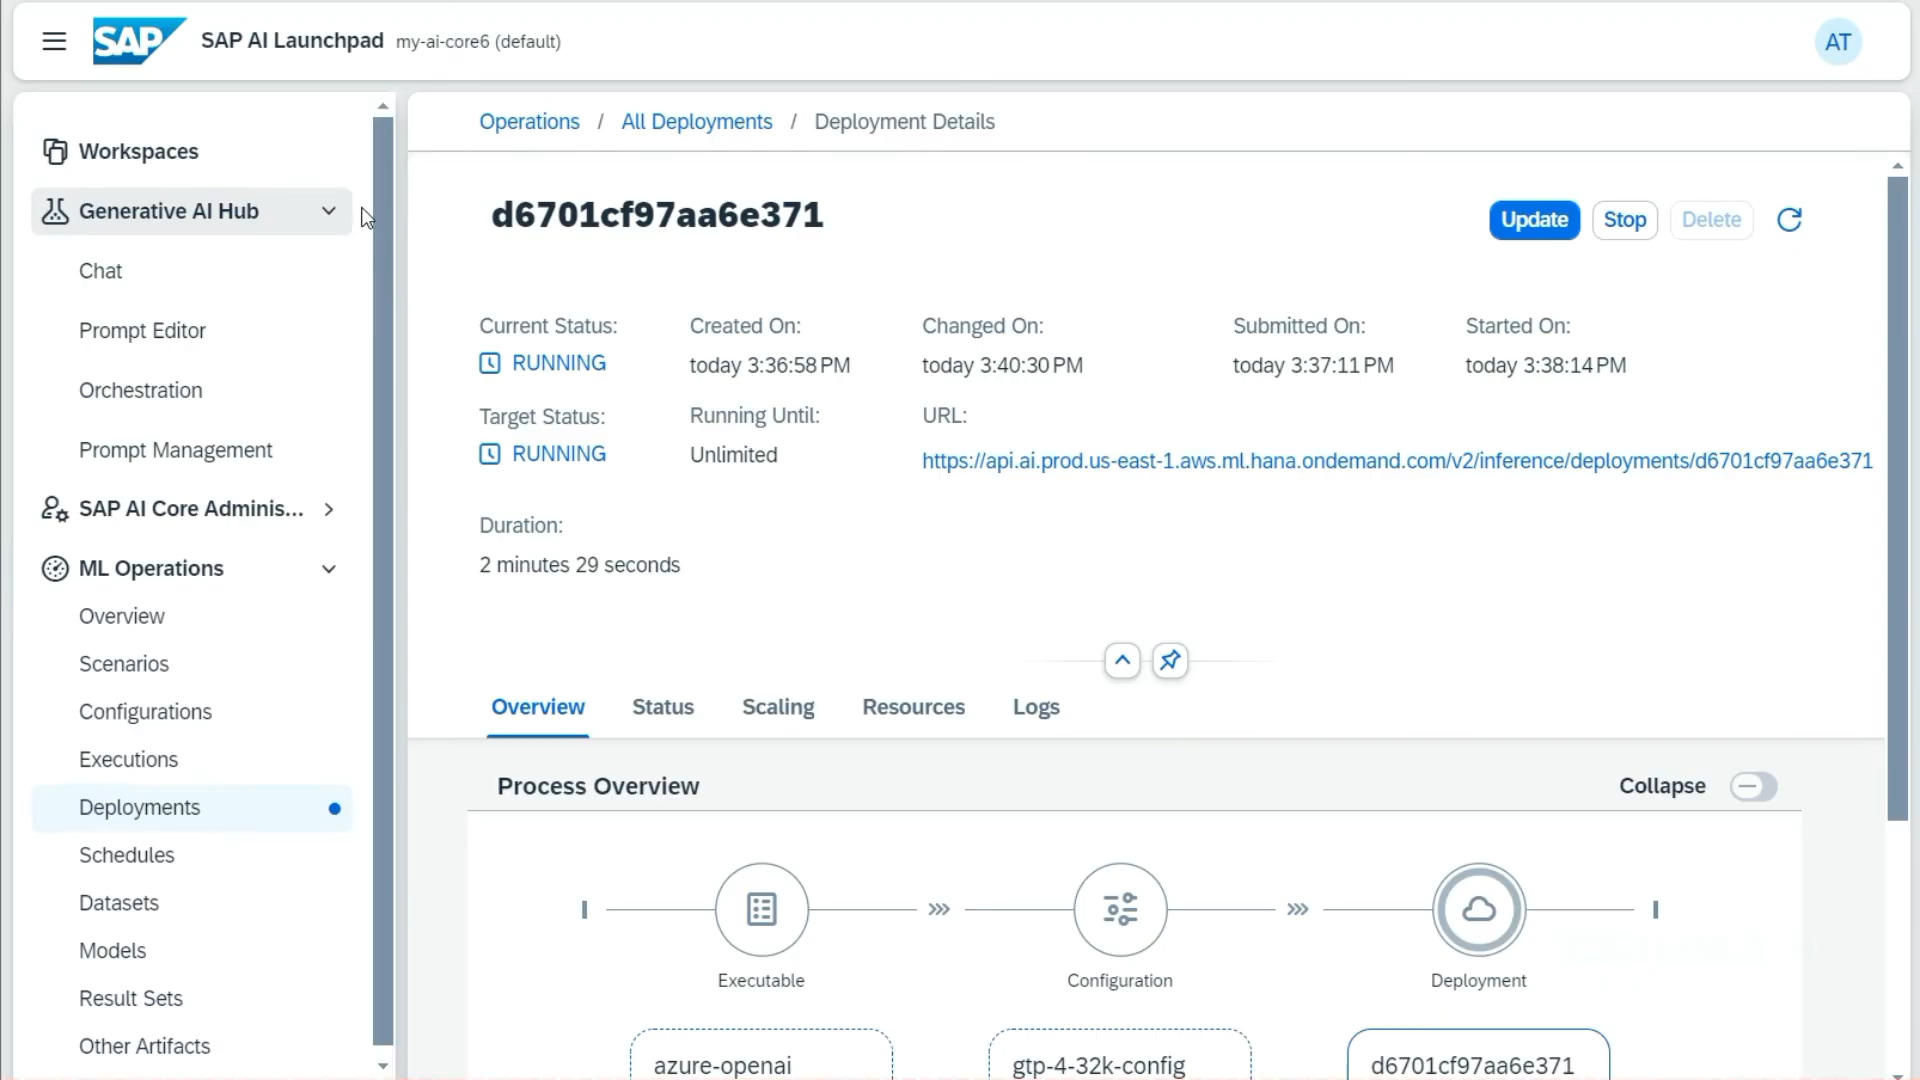 SAP SAP AI Launchpad my-ai-core6 (default) AT
Workspaces
Generative AI Hub
Chat
Prompt Editor
Orchestration
Prompt Management
SAP AI Core Adminis...
ML Operations
Overview
Scenarios
Configurations
Executions
Deployments
Schedules
Datasets
Models
Result Sets
Other Artifacts
Operations / All Deployments / Deployment Details
d6701cf97aa6e371
Update Stop Delete
Current Status:
RUNNING
Created On:
today 3:36:58 PM
Changed On:
today 3:40:30 PM
Submitted On:
today 3:37:11 PM
Started On:
today 3:38:14 PM
Target Status:
RUNNING
Running Until:
Unlimited
URL:
https://api.ai.prod.us-east-1.aws.ml.hana.ondemand.com/v2/inference/deployments/d6701cf97aa6e371
Duration:
2 minutes 29 seconds
Overview Status Scaling Resources Logs
Process Overview Collapse
Executable Configuration Deployment
azure-openai gtp-4-32k-config d6701cf97aa6e371